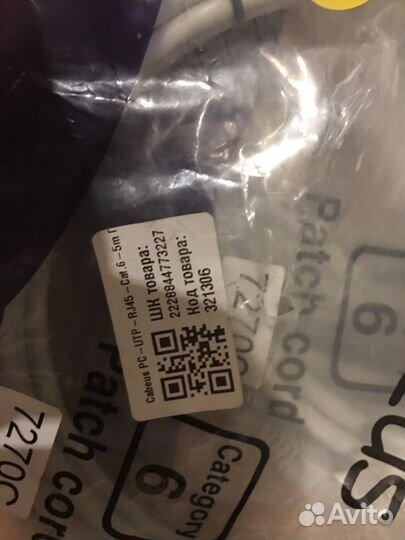 Cabeus PC-UTP-RJ45-Cat.6-5m Г
ШК товара:
2228844773227
Код товара:
321306
7270C
Patch cord
6
7270C
Patch cord
Category
6
Avito